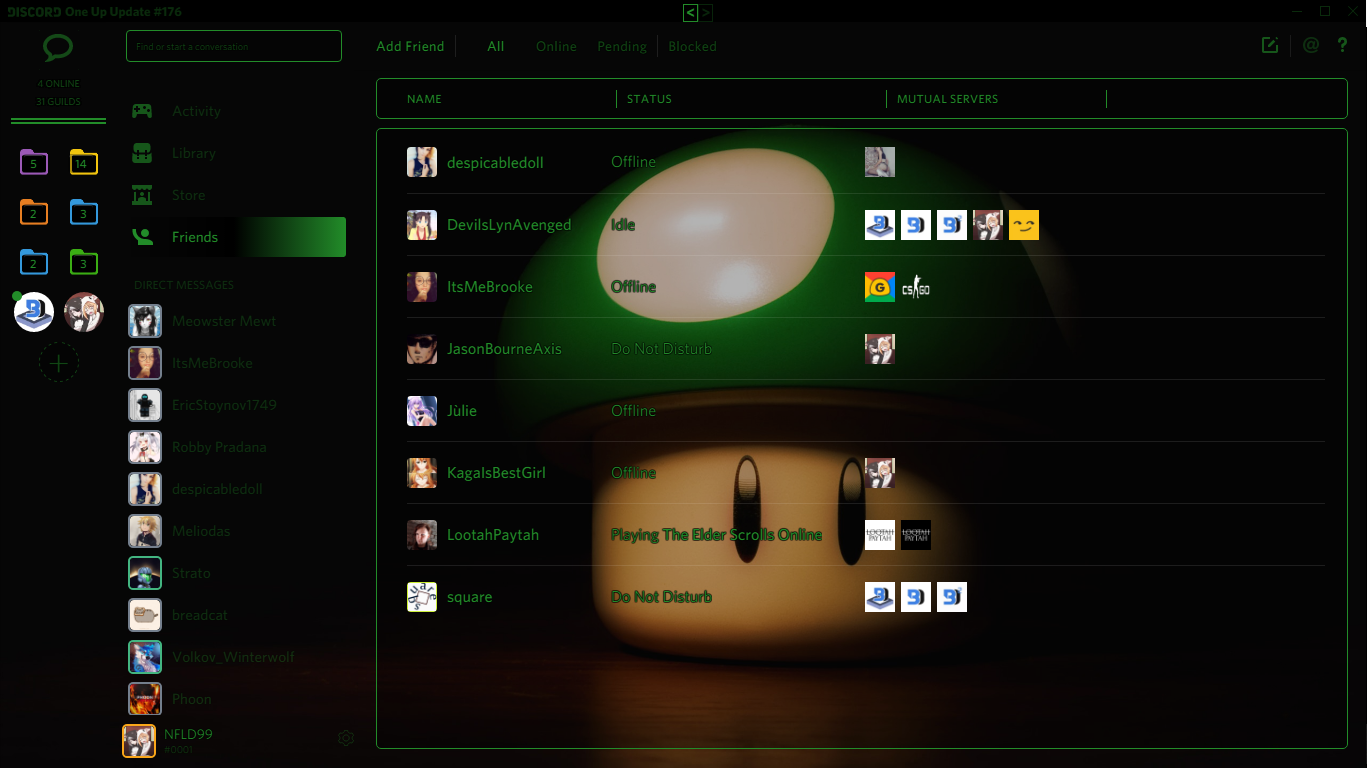 DISCORD One Up Update #176
< >
Find or start a conversation
Add Friend All Online Pending Blocked
@ ?
4 ONLINE
31 GUILDS
5 14
2 3
2 3
Activity
Library
Store
Friends
DIRECT MESSAGES
Meowster Mewt
ItsMeBrooke
EricStoynov1749
Robby Pradana
despicabledoll
Meliodas
Strato
breadcat
Volkov_Winterwolf
Phoon
NFLD99
#0001
NAME STATUS MUTUAL SERVERS
despicabledoll Offline
DevilsLynAvenged Idle
ItsMeBrooke Offline G CS GO
JasonBourneAxis Do Not Disturb
Jùlie Offline
KagaIsBestGirl Offline
LootahPaytah Playing The Elder Scrolls Online LOOTAH PAYTAH LOOTAH PAYTAH
square Do Not Disturb